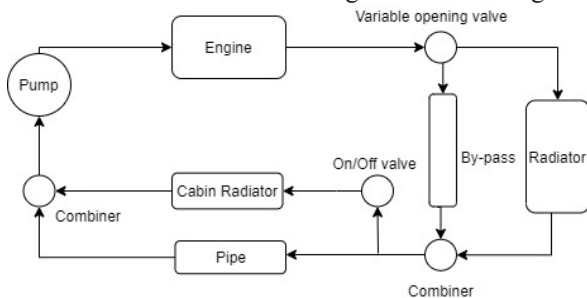 Variable opening valve
Engine
Pump
By-pass
Radiator
On/Off valve
Cabin Radiator
Combiner
Pipe
Combiner